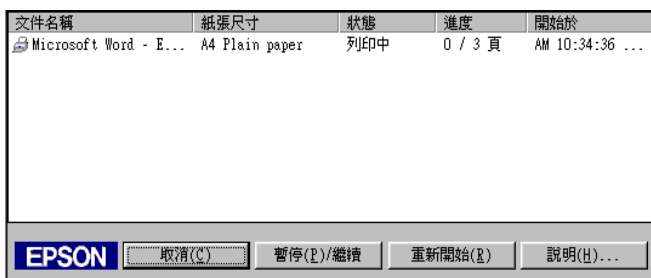 文件名稱 紙張尺寸 狀態 進度 開始於
Microsoft Word - E... A4 Plain paper 列印中 0 / 3 頁 AM 10:34:36 ...
EPSON 取消(C) 暫停(P)/繼續 重新開始(R) 說明(H)...